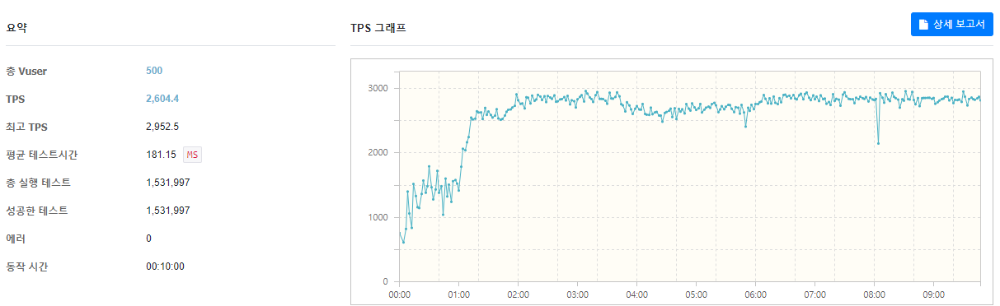 요약
총 Vuser 500
TPS 2,604.4
최고 TPS 2,952.5
평균 테스트시간 181.15 MS
총 실행 테스트 1,531,997
성공한 테스트 1,531,997
에러 0
동작 시간 00:10:00
TPS 그래프
상세 보고서
3000
2000
1000
0
00:00 01:00 02:00 03:00 04:00 05:00 06:00 07:00 08:00 09:00